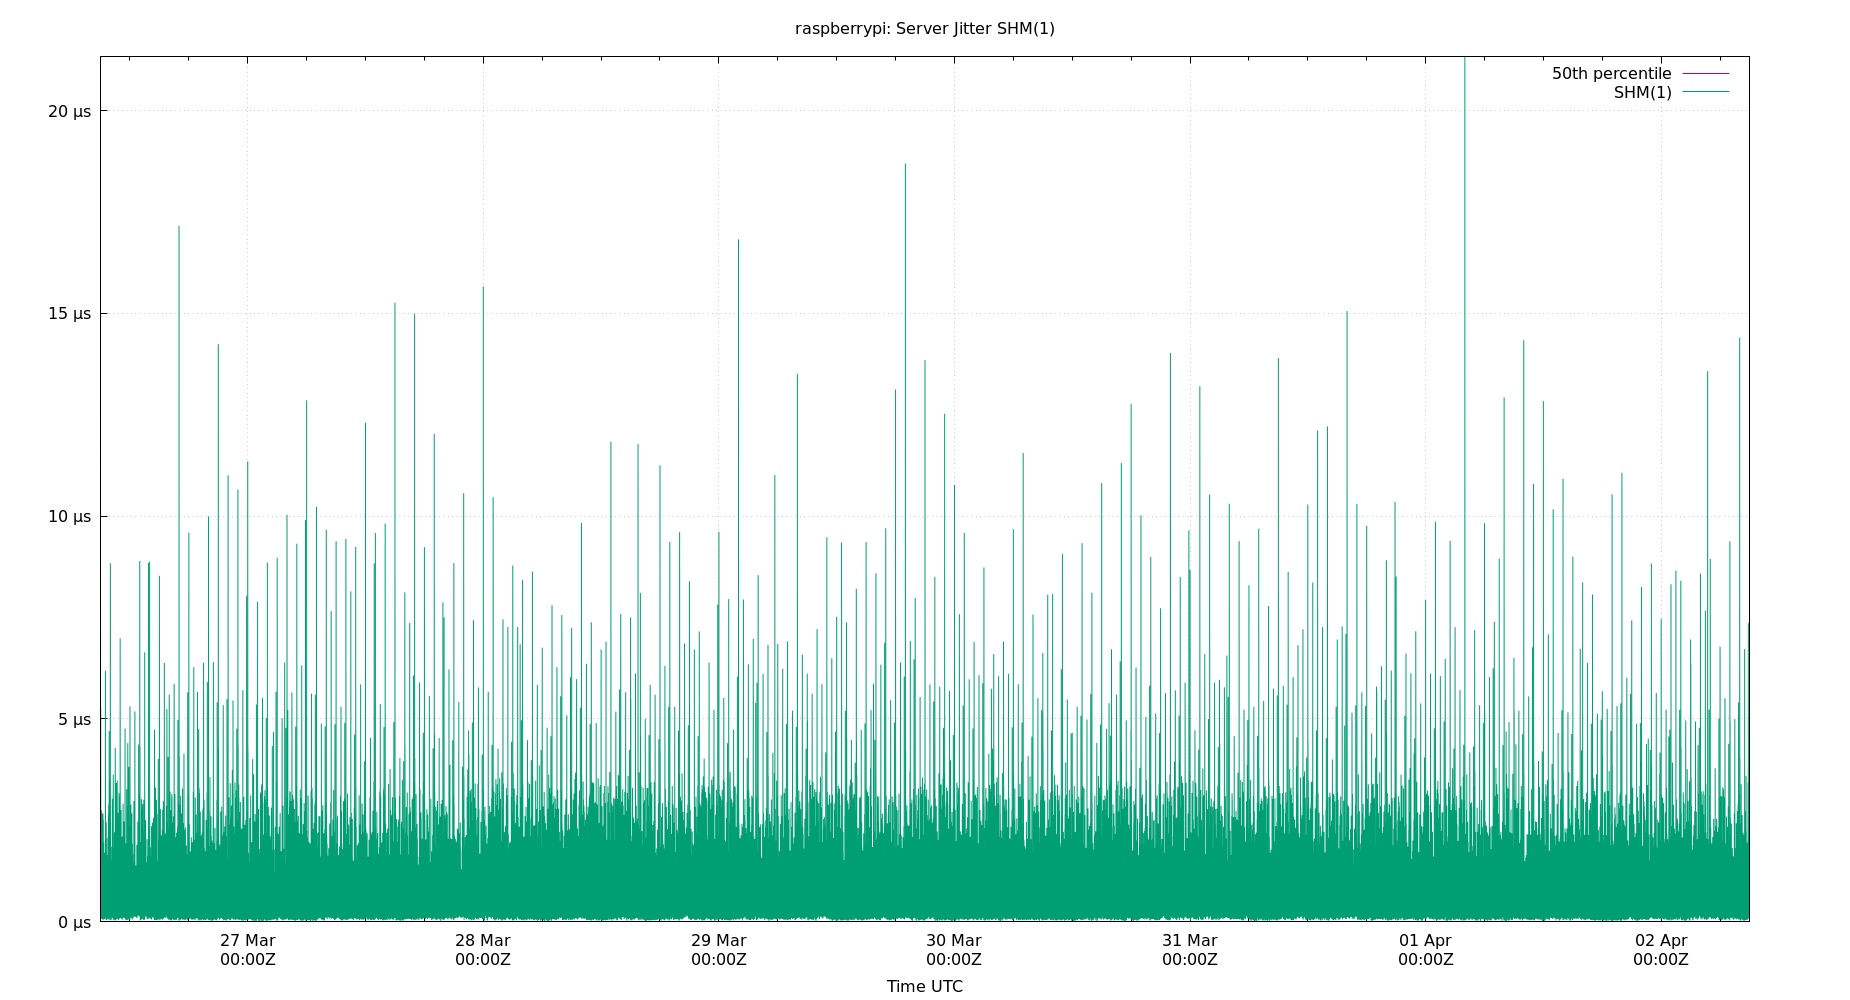 raspberrypi: Server Jitter SHM(1)
50th percentile
SHM(1)
20 µs
15 µs
10 µs
5 µs
0 µs
27 Mar 28 Mar 29 Mar 30 Mar 31 Mar 01 Apr 02 Apr
00:00Z 00:00Z 00:00Z 00:00Z 00:00Z 00:00Z 00:00Z
Time UTC